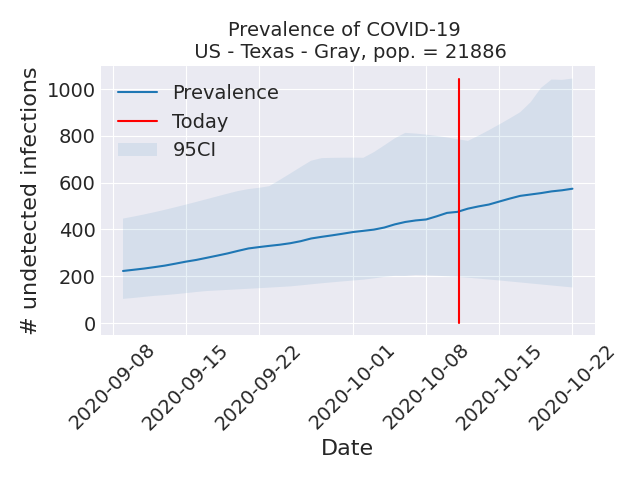 Prevalence of COVID-19
US - Texas - Gray, pop. = 21886
# undetected infections
1000
800
600
400
200
0
Prevalence
Today
95CI
2020-09-08
2020-09-15
2020-09-22
2020-10-01
2020-10-08
2020-10-15
2020-10-22
Date